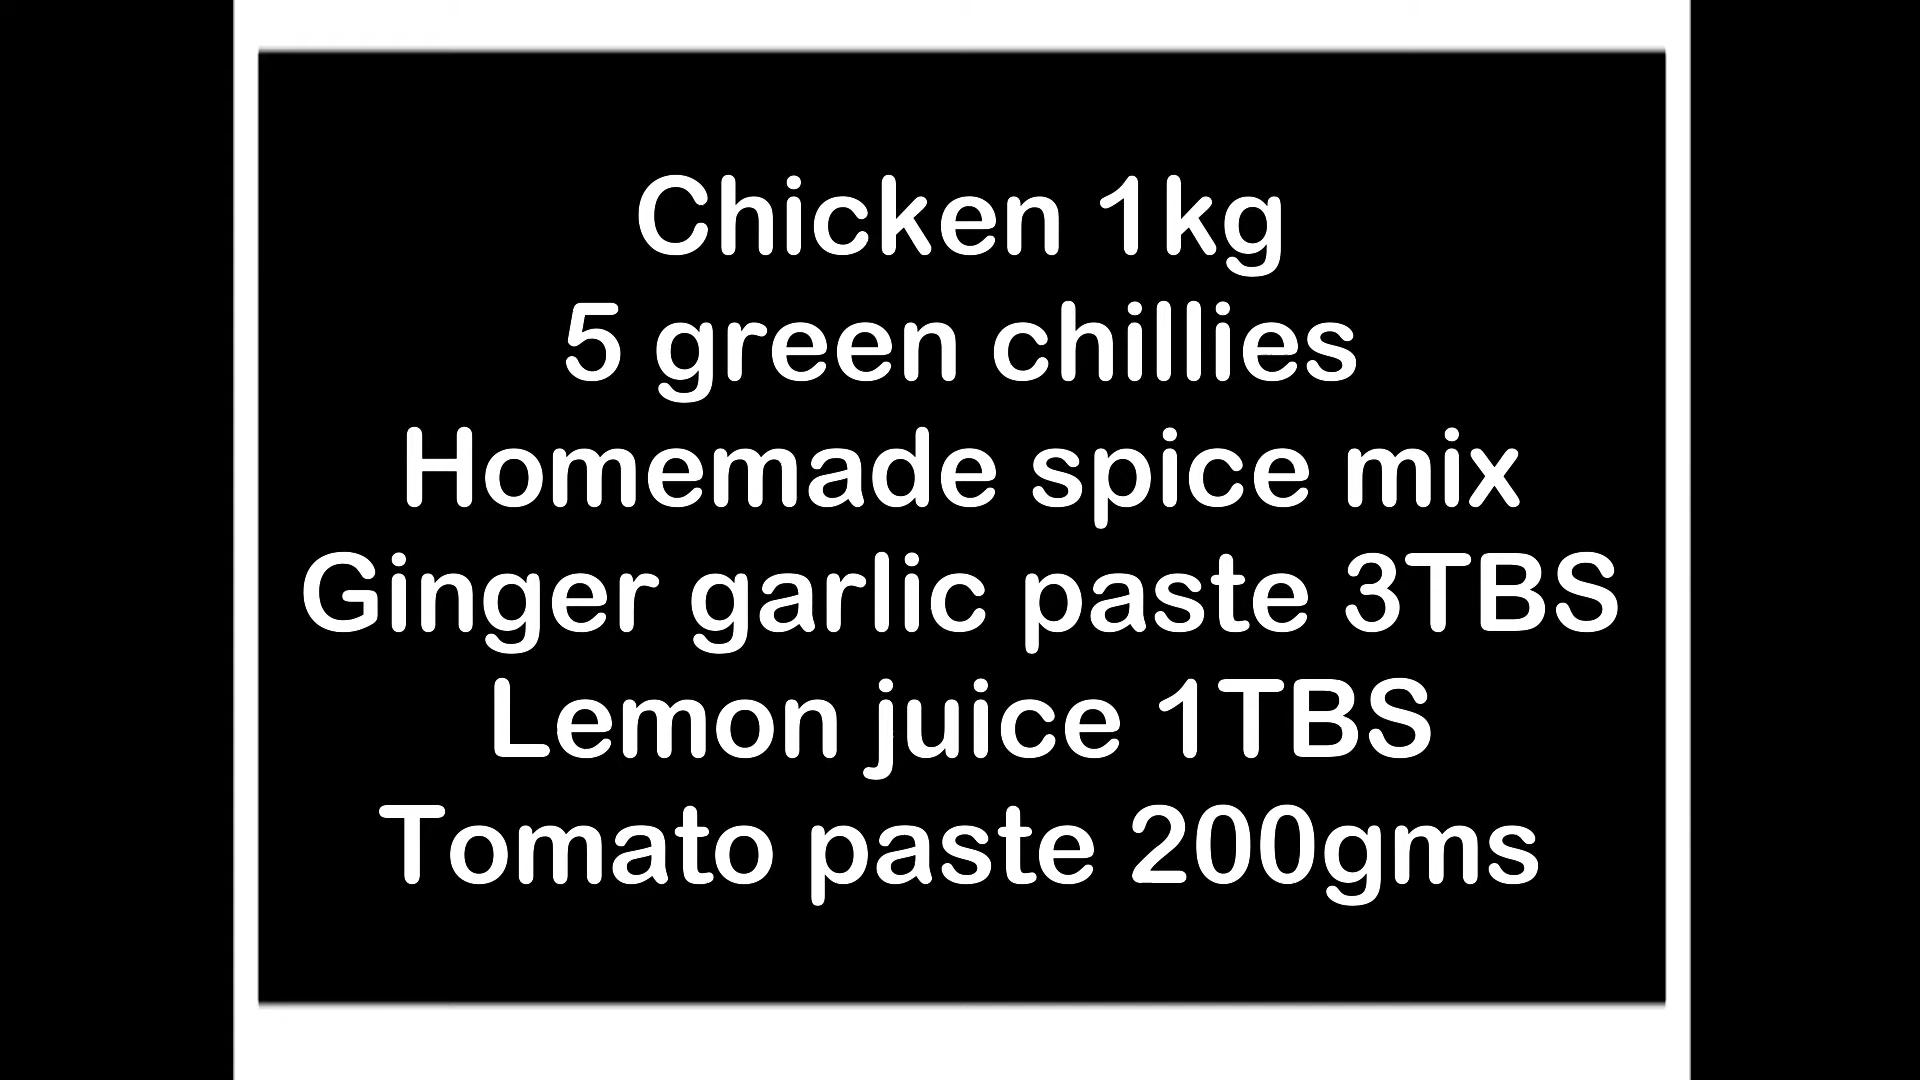 Chicken 1kg
5 green chillies
Homemade spice mix
Ginger garlic paste 3TBS
Lemon juice 1TBS
Tomato paste 200gms